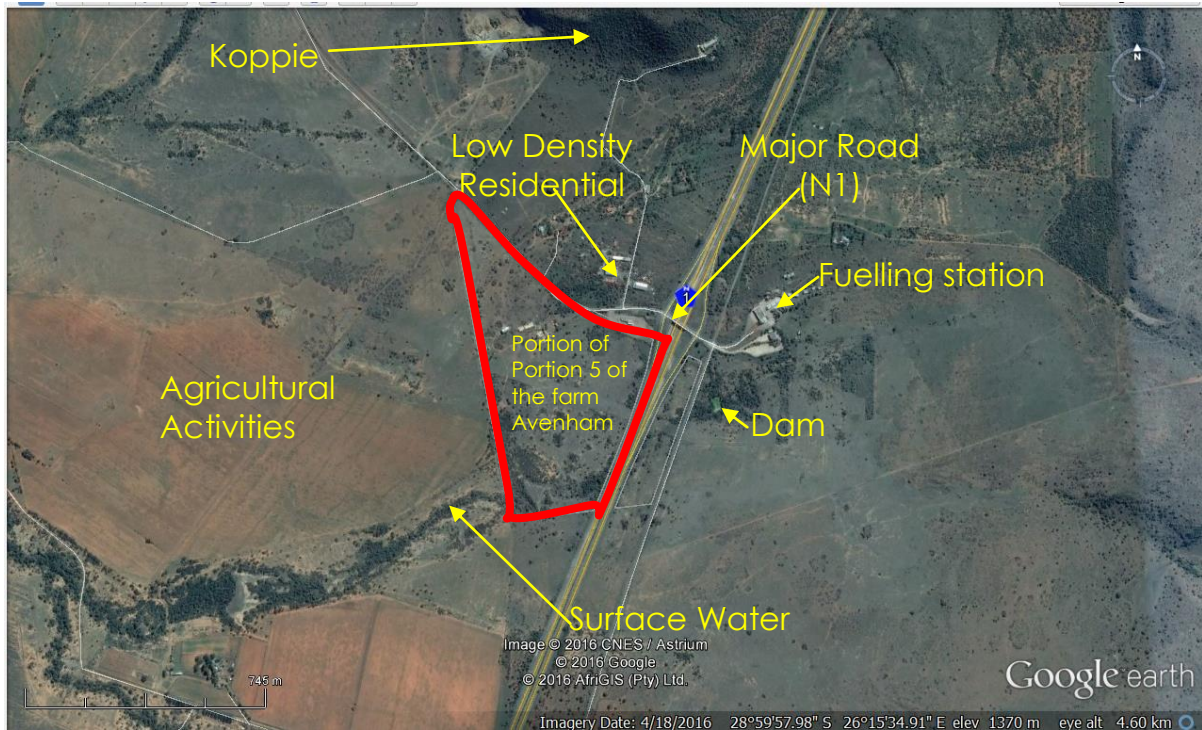 N
Koppie
Low Density
Residential
Major Road
(N1)
Fuelling station
1
Portion of
Portion 5 of
the farm
Avenham
Agricultural
Activities
Dam
Surface Water
Image © 2016 CNES / Astrium
© 2016 Google
© 2016 AfriGIS (Pty) Ltd.
745 m
Google earth
Imagery Date: 4/18/2016 28°59'57.98" S 26°15'34.91" E elev 1370 m eye alt 4.60 km